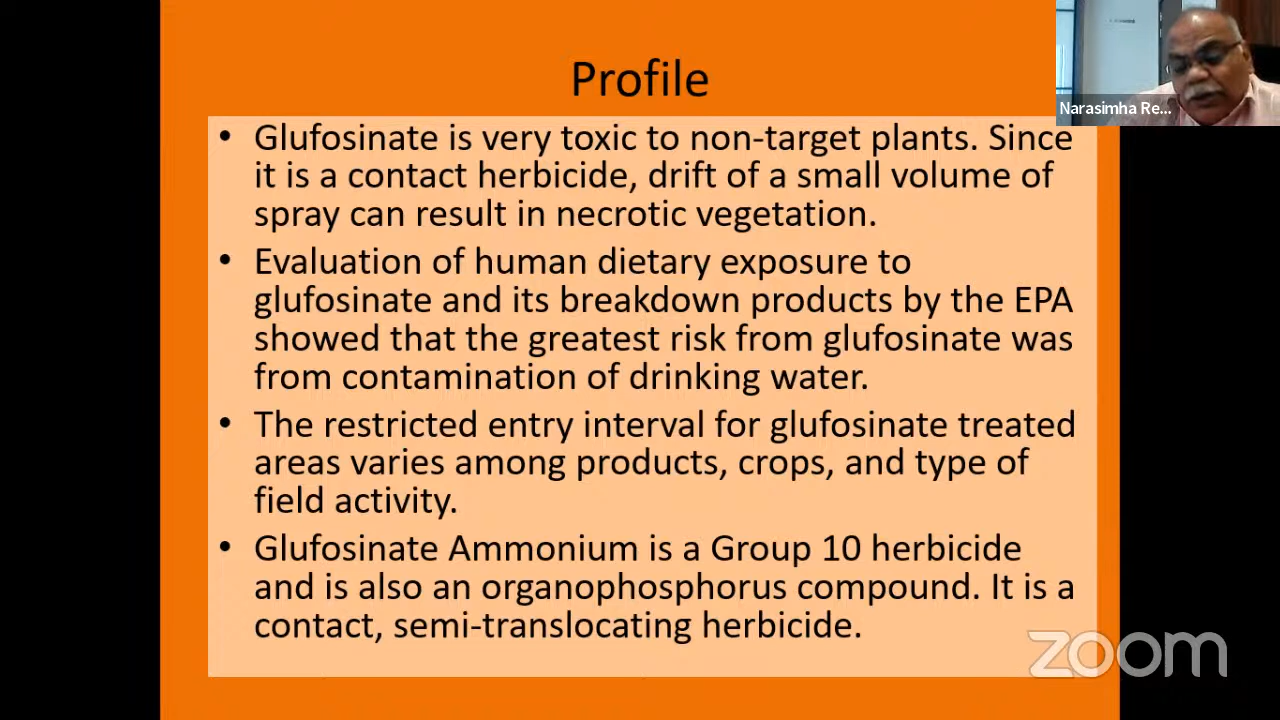 Profile
Narasimha Re...
• Glufosinate is very toxic to non-target plants. Since
it is a contact herbicide, drift of a small volume of
spray can result in necrotic vegetation.
• Evaluation of human dietary exposure to
glufosinate and its breakdown products by the EPA
showed that the greatest risk from glufosinate was
from contamination of drinking water.
• The restricted entry interval for glufosinate treated
areas varies among products, crops, and type of
field activity.
• Glufosinate Ammonium is a Group 10 herbicide
and is also an organophosphorus compound. It is a
contact, semi-translocating herbicide.
zoom